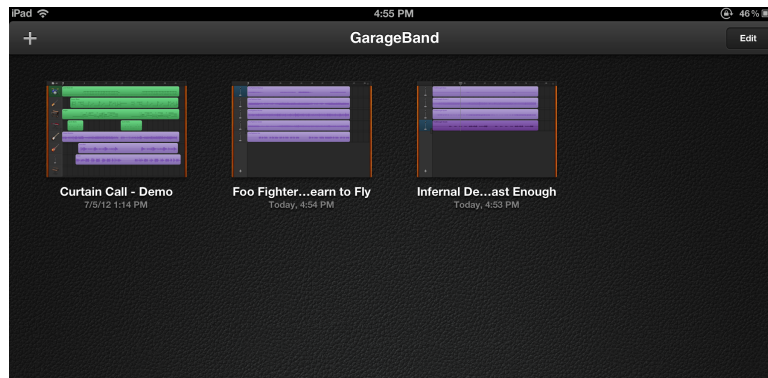 iPad 4:55 PM 46%
GarageBand
Edit
Curtain Call - Demo
7/5/12 1:14 PM
Foo Fighter...earn to Fly
Today, 4:54 PM
Infernal De...ast Enough
Today, 4:53 PM